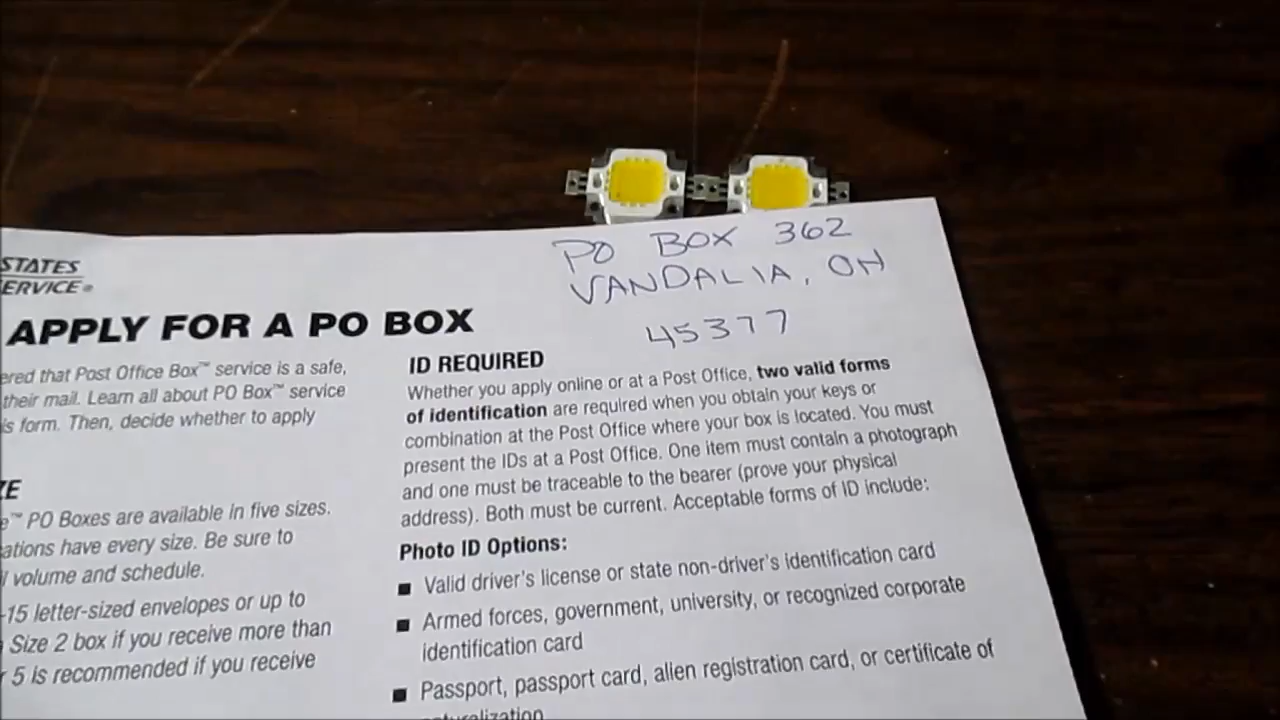 PO BOX 362
VANDALIA, OH
45377
STATES
ERVICE®
APPLY FOR A PO BOX
ered that Post Office Box™ service is a safe,
their mail. Learn all about PO Box™ service
is form. Then, decide whether to apply
ZE
e™ PO Boxes are available in five sizes.
ations have every size. Be sure to
l volume and schedule.
-15 letter-sized envelopes or up to
Size 2 box if you receive more than
r 5 is recommended if you receive
ID REQUIRED
Whether you apply online or at a Post Office, two valid forms
of identification are required when you obtain your keys or
combination at the Post Office where your box is located. You must
present the IDs at a Post Office. One item must contain a photograph
and one must be traceable to the bearer (prove your physical
address). Both must be current. Acceptable forms of ID include:
Photo ID Options:
■ Valid driver's license or state non-driver's identification card
■ Armed forces, government, university, or recognized corporate
identification card
■ Passport, passport card, alien registration card, or certificate of
naturalization